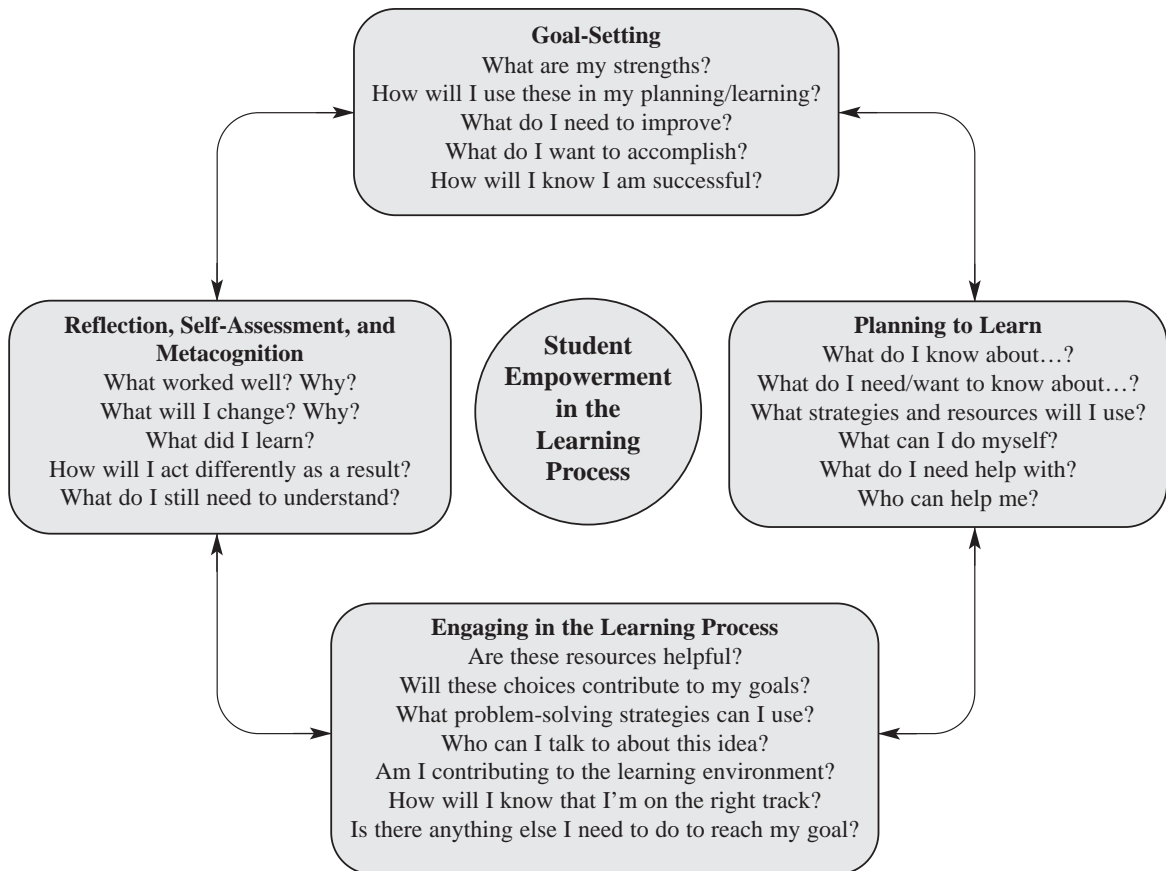 Goal-Setting
What are my strengths?
How will I use these in my planning/learning?
What do I need to improve?
What do I want to accomplish?
How will I know I am successful?
Reflection, Self-Assessment, and
Metacognition
What worked well? Why?
What will I change? Why?
What did I learn?
How will I act differently as a result?
What do I still need to understand?
Student
Empowerment
in the
Learning
Process
Planning to Learn
What do I know about…?
What do I need/want to know about…?
What strategies and resources will I use?
What can I do myself?
What do I need help with?
Who can help me?
Engaging in the Learning Process
Are these resources helpful?
Will these choices contribute to my goals?
What problem-solving strategies can I use?
Who can I talk to about this idea?
Am I contributing to the learning environment?
How will I know that I’m on the right track?
Is there anything else I need to do to reach my goal?